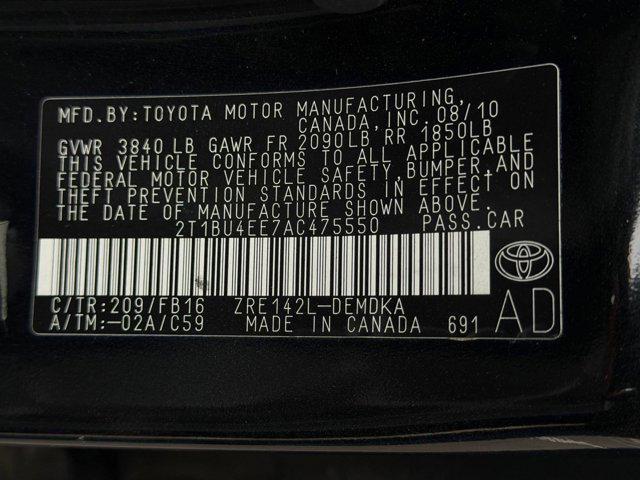 MFD.BY:TOYOTA MOTOR MANUFACTURING,
CANADA,INC.08/10
GVWR 3840 LB GAWR FR 2090LB RR 1850LB
THIS VEHICLE CONFORMS TO ALL APPLICABLE
FEDERAL MOTOR VEHICLE SAFETY,BUMPER,AND
THEFT PREVENTION STANDARDS IN EFFECT ON
THE DATE OF MANUFACTURE SHOWN ABOVE.
2T1BU4EE7AC475550 PASS.CAR
C/TR:209/FB16 ZRE142L-DEMDKA
A/TM:-02A/C59 MADE IN CANADA 691
AD